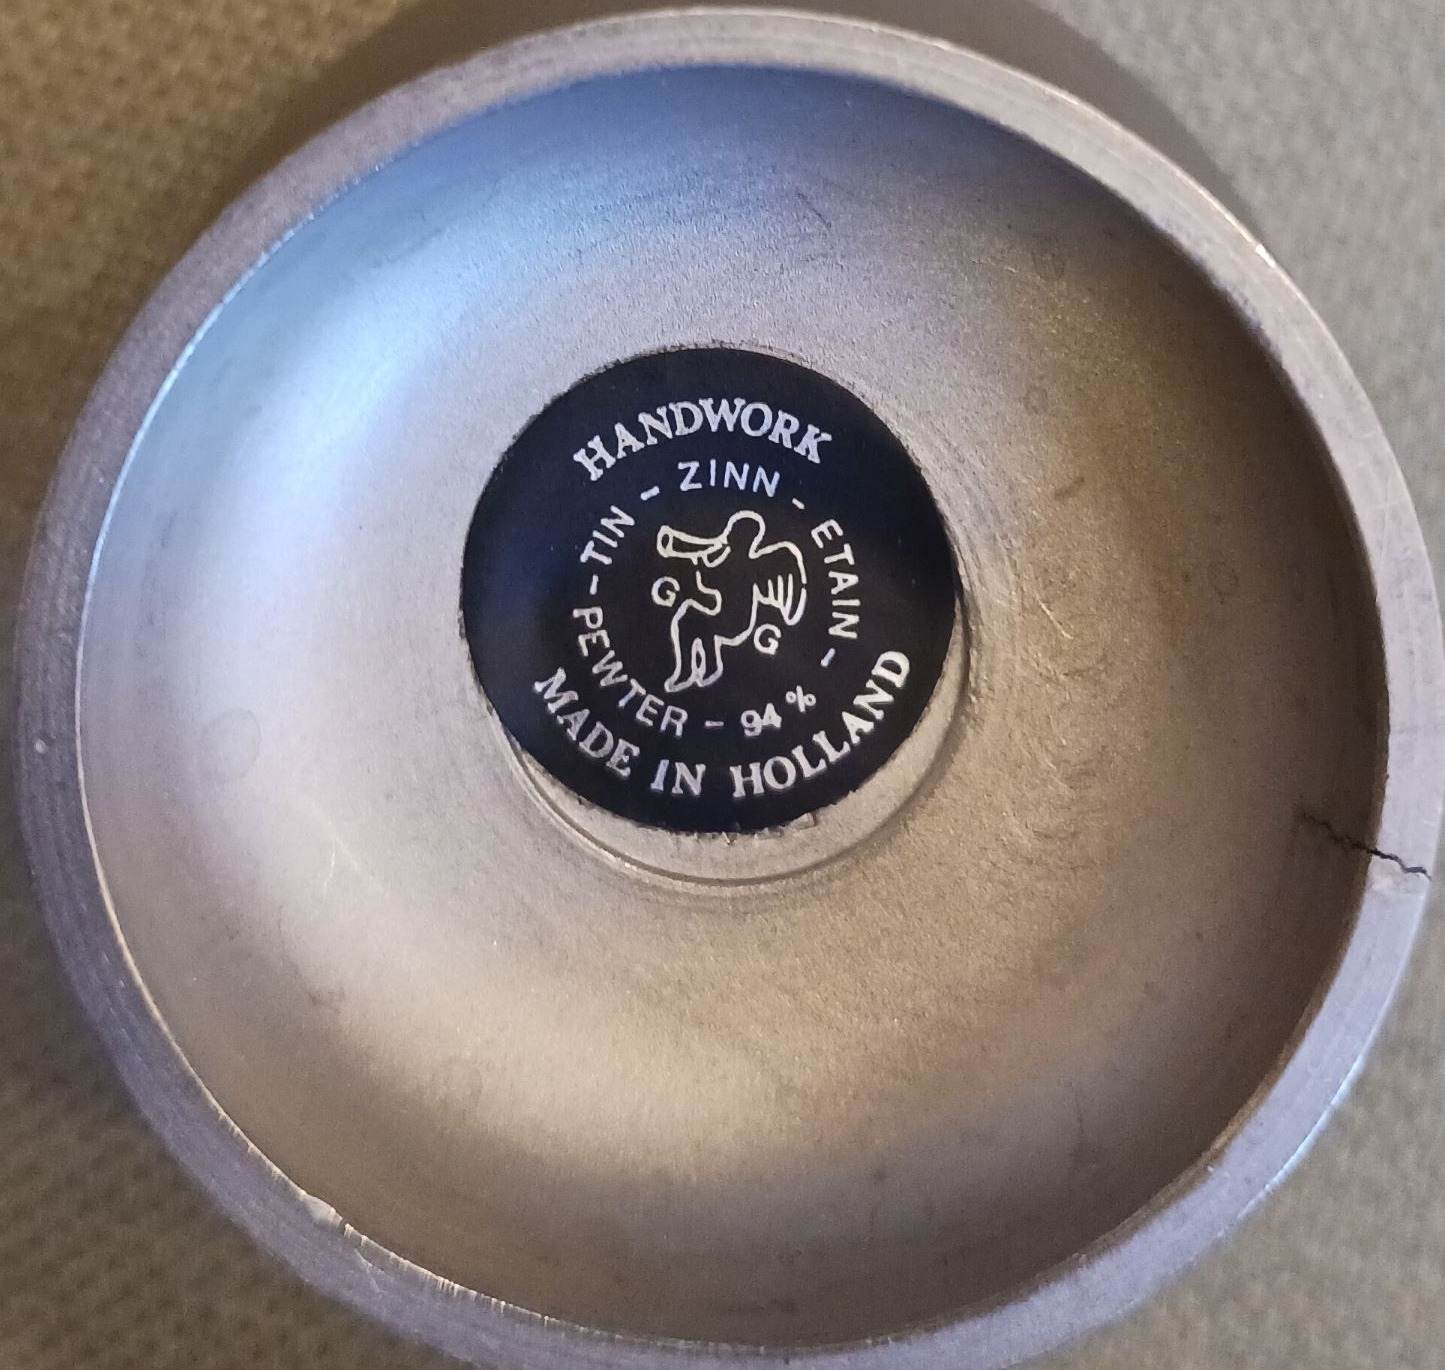 HANDWORK
TIN - ZINN - ETAIN -
G
G
- PEWTER - 94%
MADE IN HOLLAND